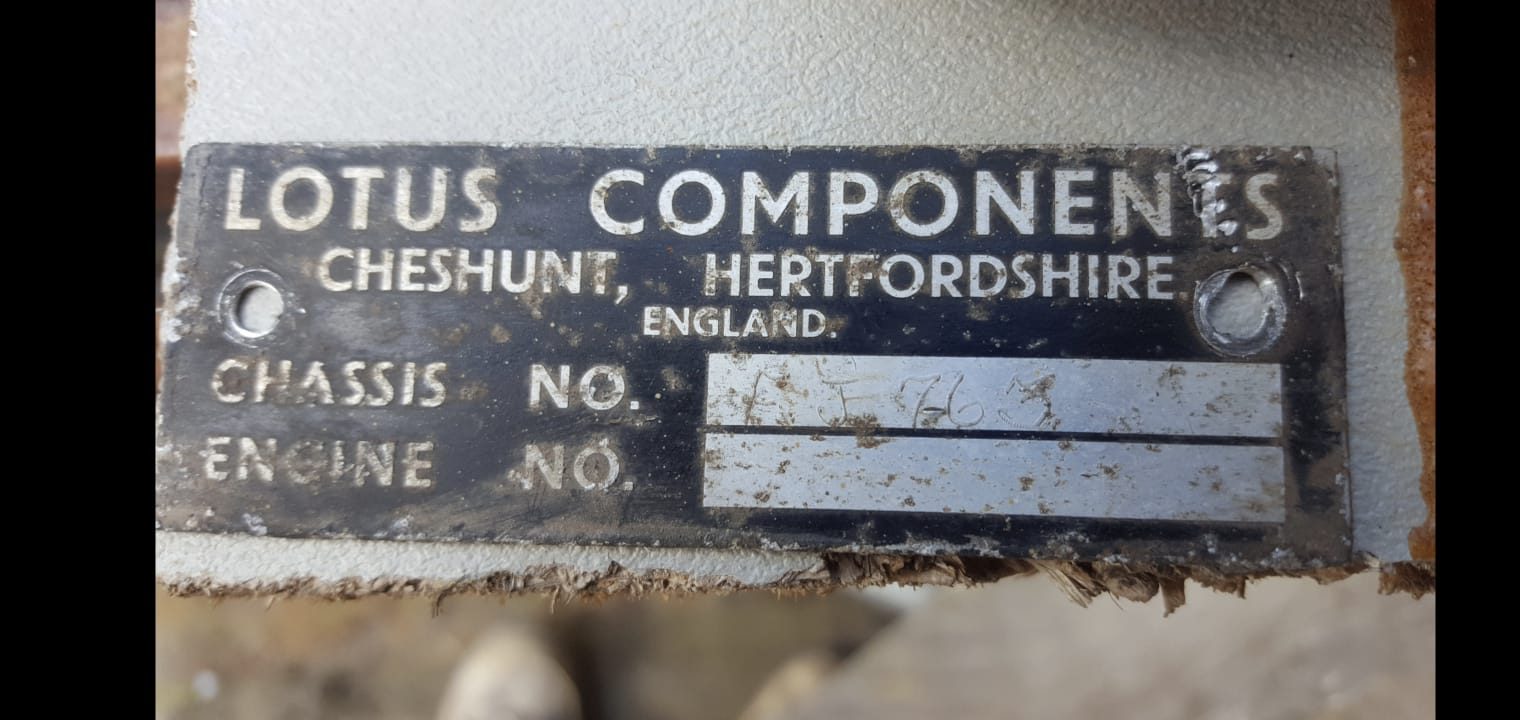 LOTUS COMPONENTS
CHESHUNT, HERTFORDSHIRE
ENGLAND.
CHASSIS NO.
ENGINE NO.